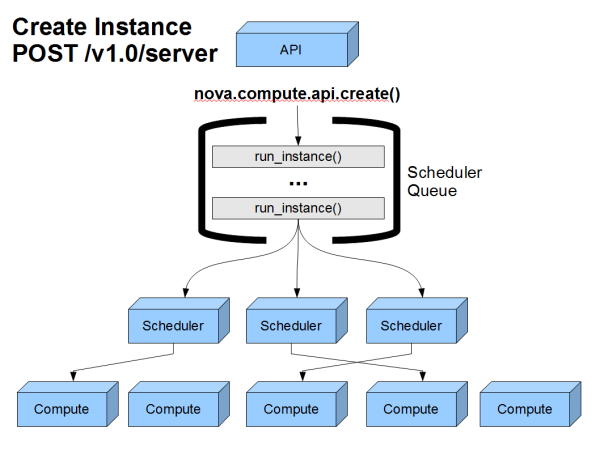 Create Instance
POST /v1.0/server
API
nova.compute.api.create()
run_instance()
...
run_instance()
Scheduler
Queue
Scheduler
Scheduler
Scheduler
Compute
Compute
Compute
Compute
Compute